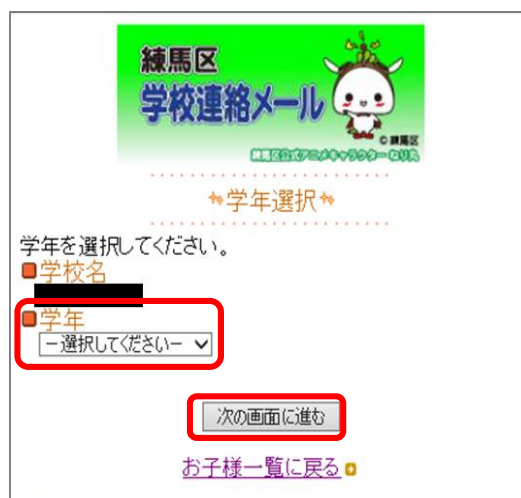 練馬区
学校連絡メール
©練馬区
練馬区公式アニメキャラクター ねり丸
学年選択
学年を選択してください。
学校名
学年
－選択してください－
次の画面に進む
お子様一覧に戻る